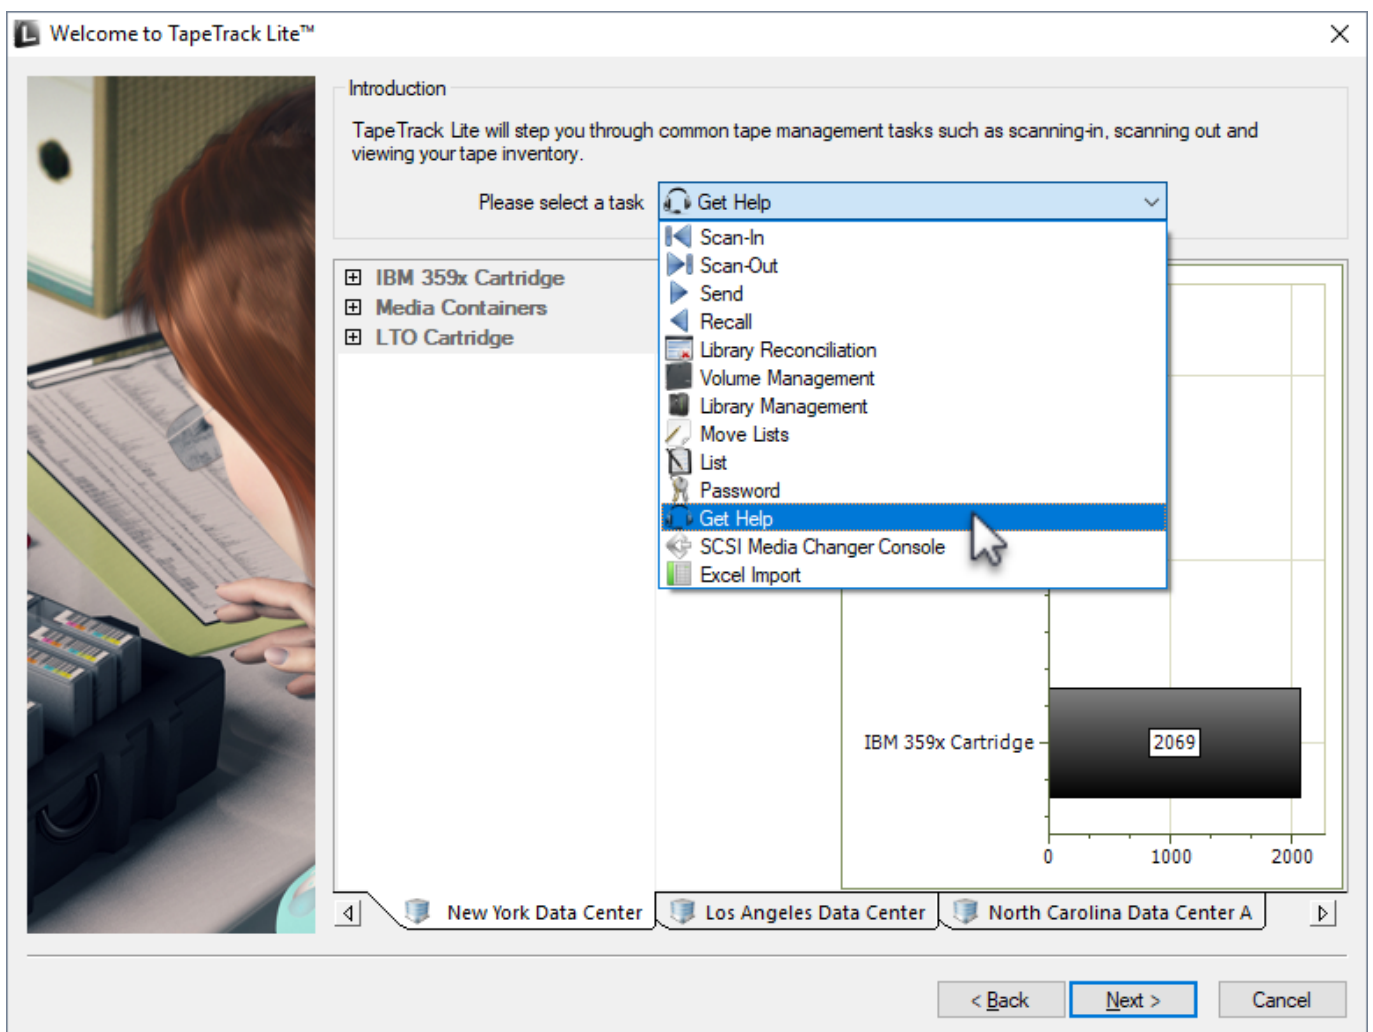 Welcome to TapeTrack Lite™
Introduction
TapeTrack Lite will step you through common tape management tasks such as scanning-in, scanning out and
viewing your tape inventory.
Please select a task
Get Help
Scan-In
Scan-Out
Send
Recall
Library Reconciliation
Volume Management
Library Management
Move Lists
List
Password
Get Help
SCSI Media Changer Console
Excel Import
IBM 359x Cartridge
Media Containers
LTO Cartridge
IBM 359x Cartridge
2069
0 1000 2000
New York Data Center
Los Angeles Data Center
North Carolina Data Center A
< Back
Next >
Cancel